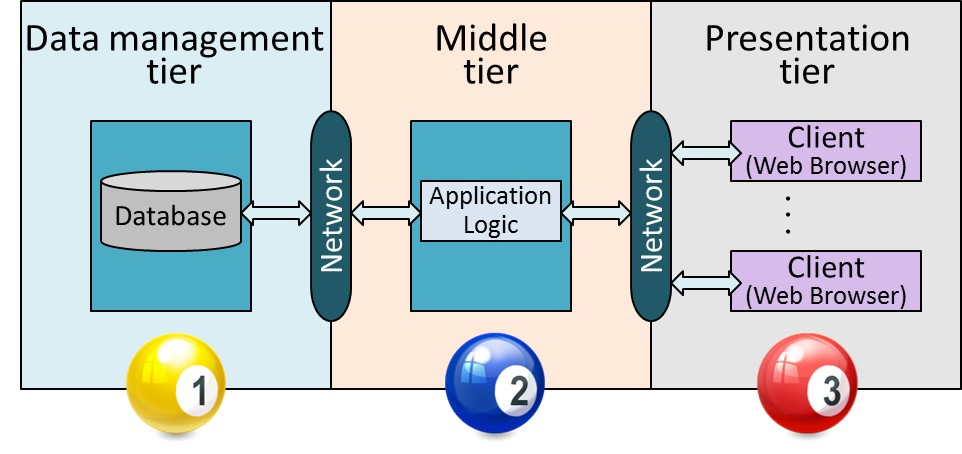 Data management
tier
Middle
tier
Presentation
tier
Database
Network
Application
Logic
Network
Client
(Web Browser)
Client
(Web Browser)
1
2
3